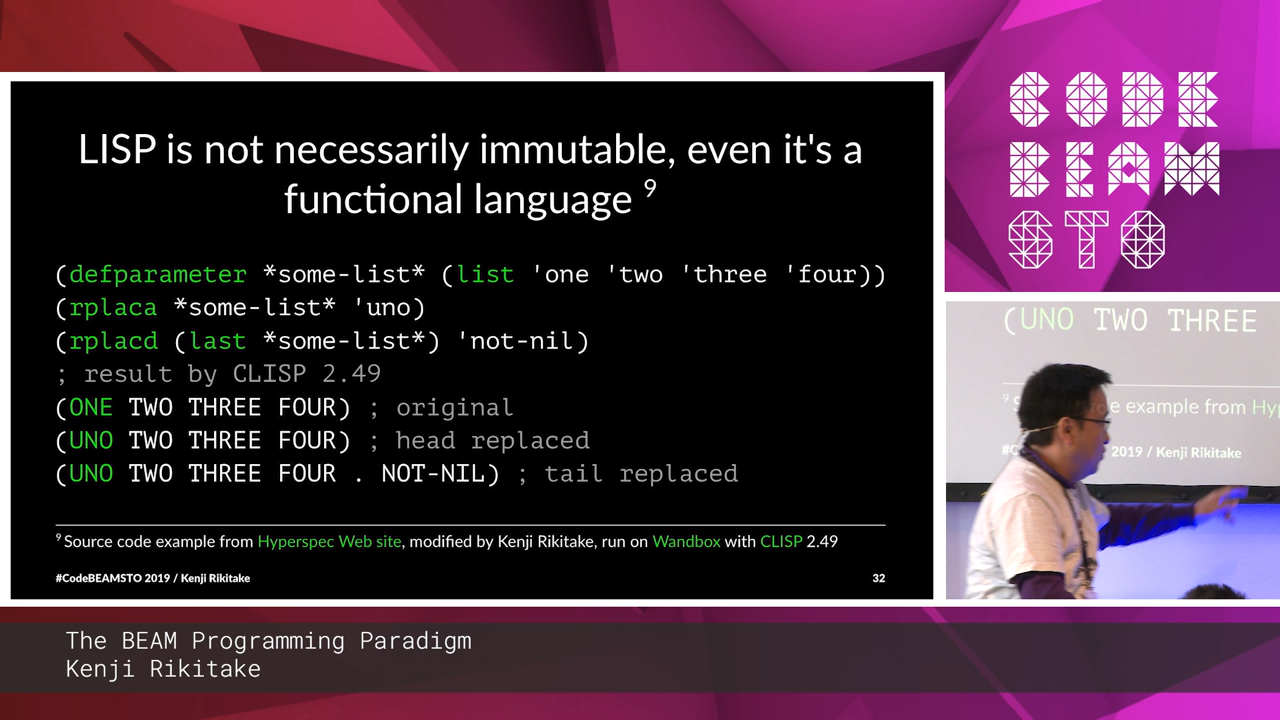 LISP is not necessarily immutable, even it's a
functional language 9
(defparameter *some-list* (list 'one 'two 'three 'four))
(rplaca *some-list* 'uno)
(rplacd (last *some-list*) 'not-nil)
; result by CLISP 2.49
(ONE TWO THREE FOUR) ; original
(UNO TWO THREE FOUR) ; head replaced
(UNO TWO THREE FOUR . NOT-NIL) ; tail replaced
9 Source code example from Hyperspec Web site, modified by Kenji Rikitake, run on Wandbox with CLISP 2.49
#CodeBEAMSTO 2019 / Kenji Rikitake
32
CODE
BEAM
STO
(UNO TWO THREE
9 example from
2019 / Kenji Rikitake
The BEAM Programming Paradigm
Kenji Rikitake